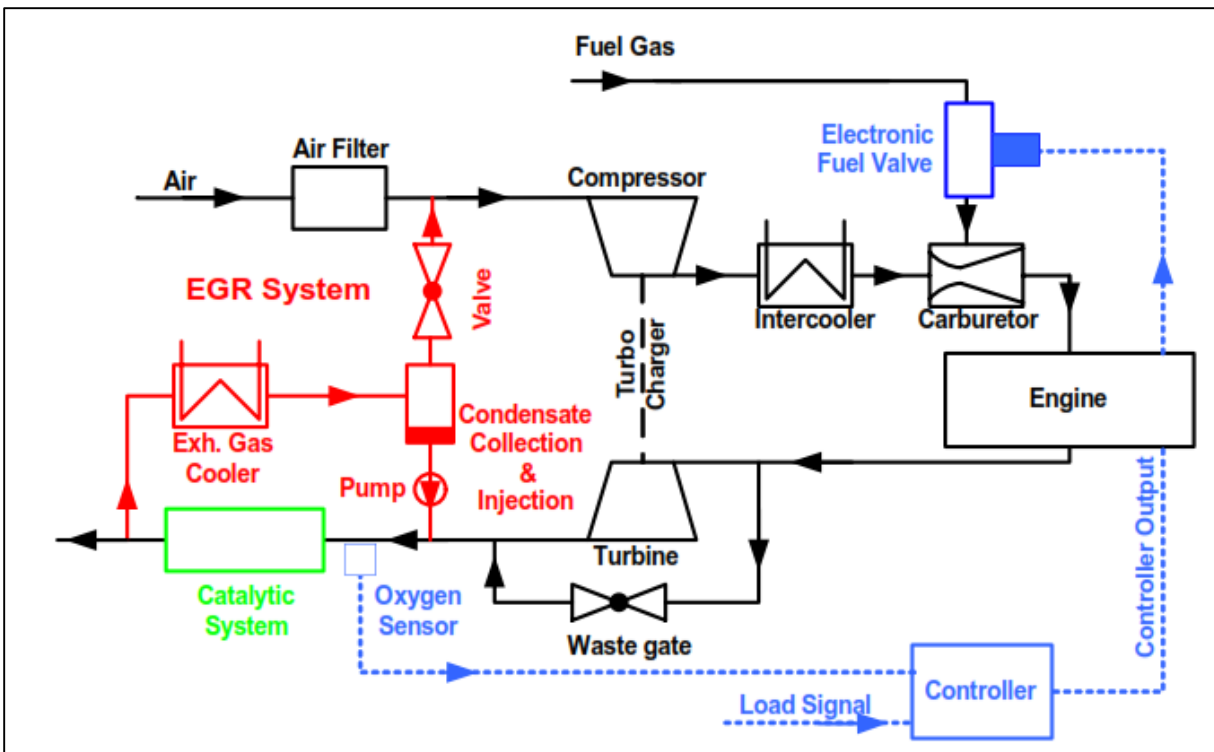 Fuel Gas
Electronic
Fuel Valve
Air Filter
Air
Compressor
EGR System
Valve
Intercooler
Carburetor
Turbo
Charger
Engine
Exh. Gas
Cooler
Condensate
Collection
&
Injection
Pump
Turbine
Catalytic
System
Oxygen
Sensor
Waste gate
Controller Output
Controller
Load Signal